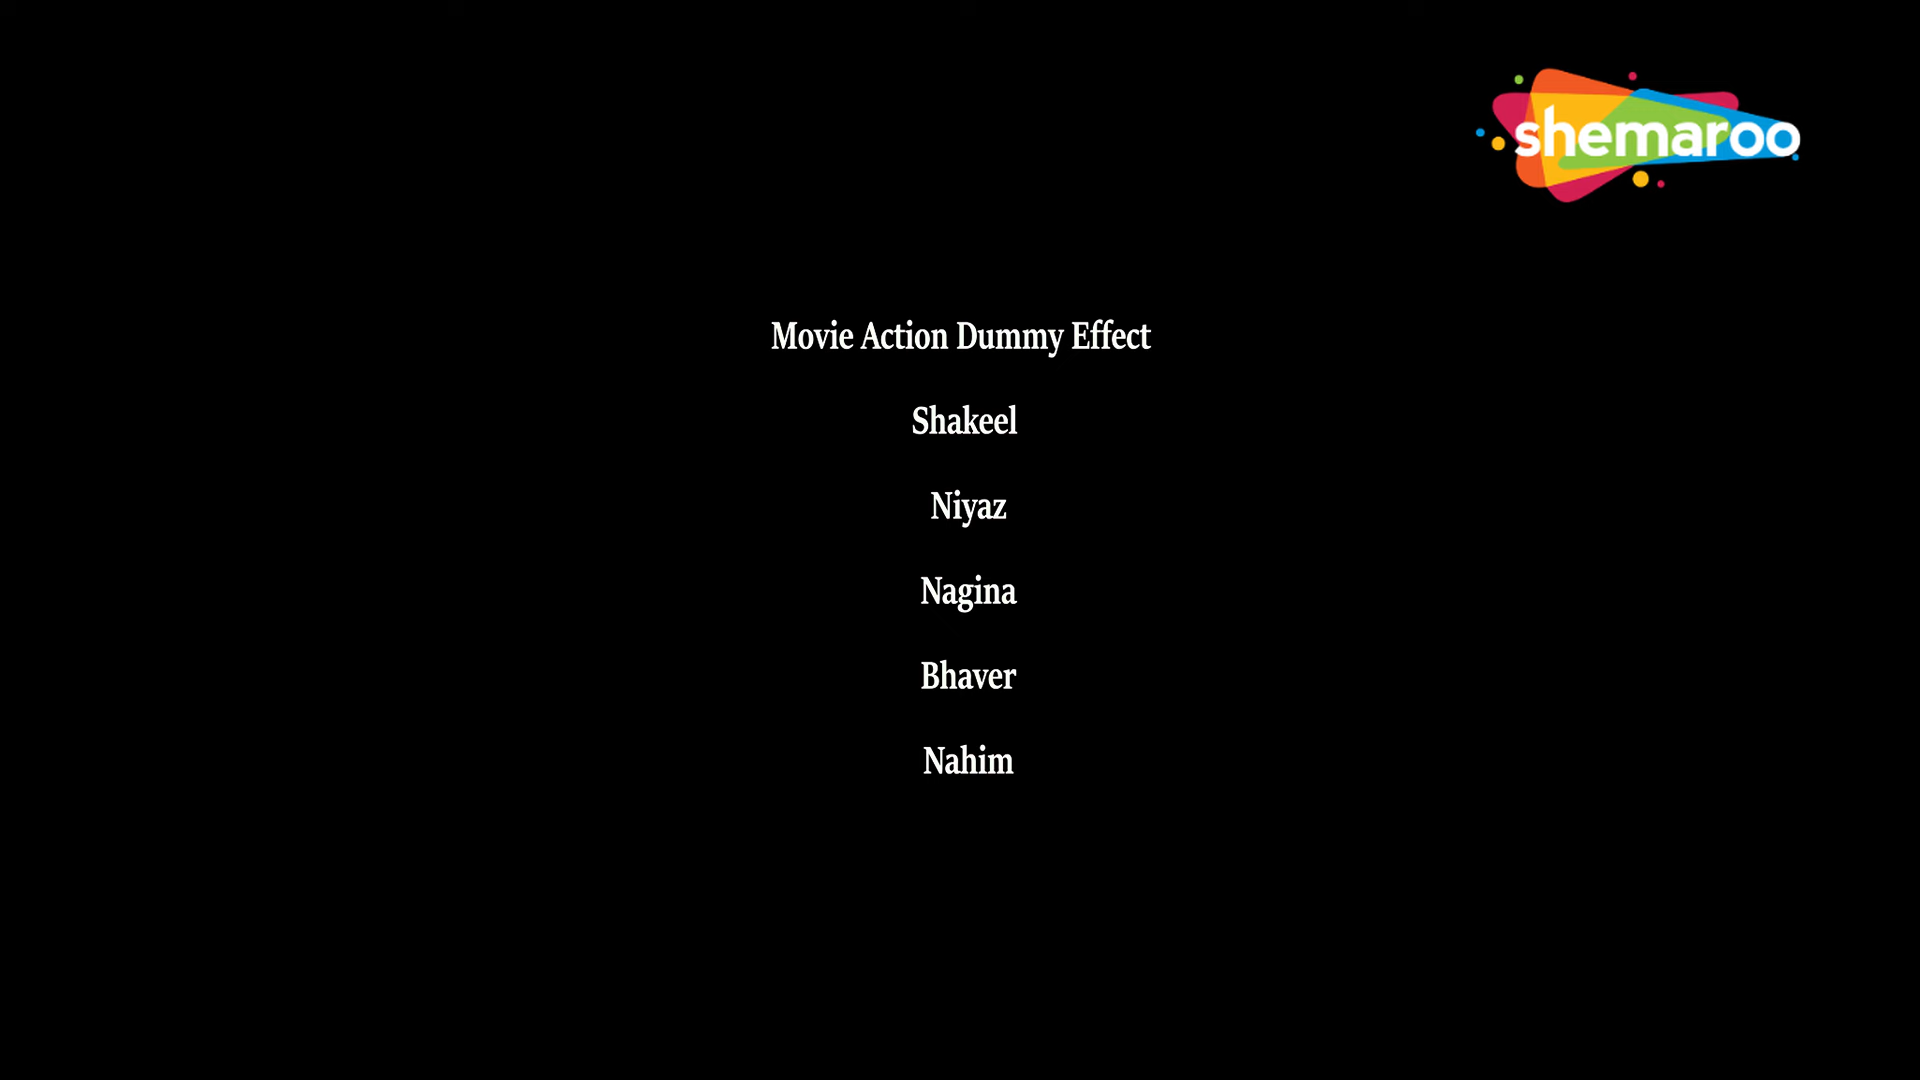 shemaroo
Movie Action Dummy Effect
Shakeel
Niyaz
Nagina
Bhaver
Nahim